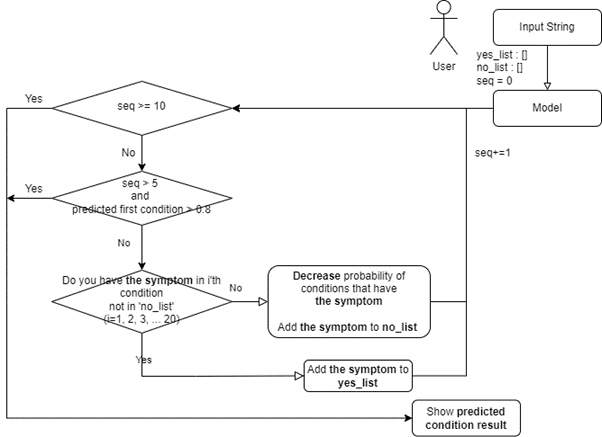 Input String
User
yes_list : []
no_list : []
seq = 0
Model
Yes
seq >= 10
No
seq+=1
Yes
seq > 5
and
predicted first condition > 0.8
No
Do you have the symptom in i'th
condition
not in 'no_list'
(i=1, 2, 3, ... 20)
No
Decrease probability of
conditions that have
the symptom
Add the symptom to no_list
Yes
Add the symptom to
yes_list
Show predicted
condition result